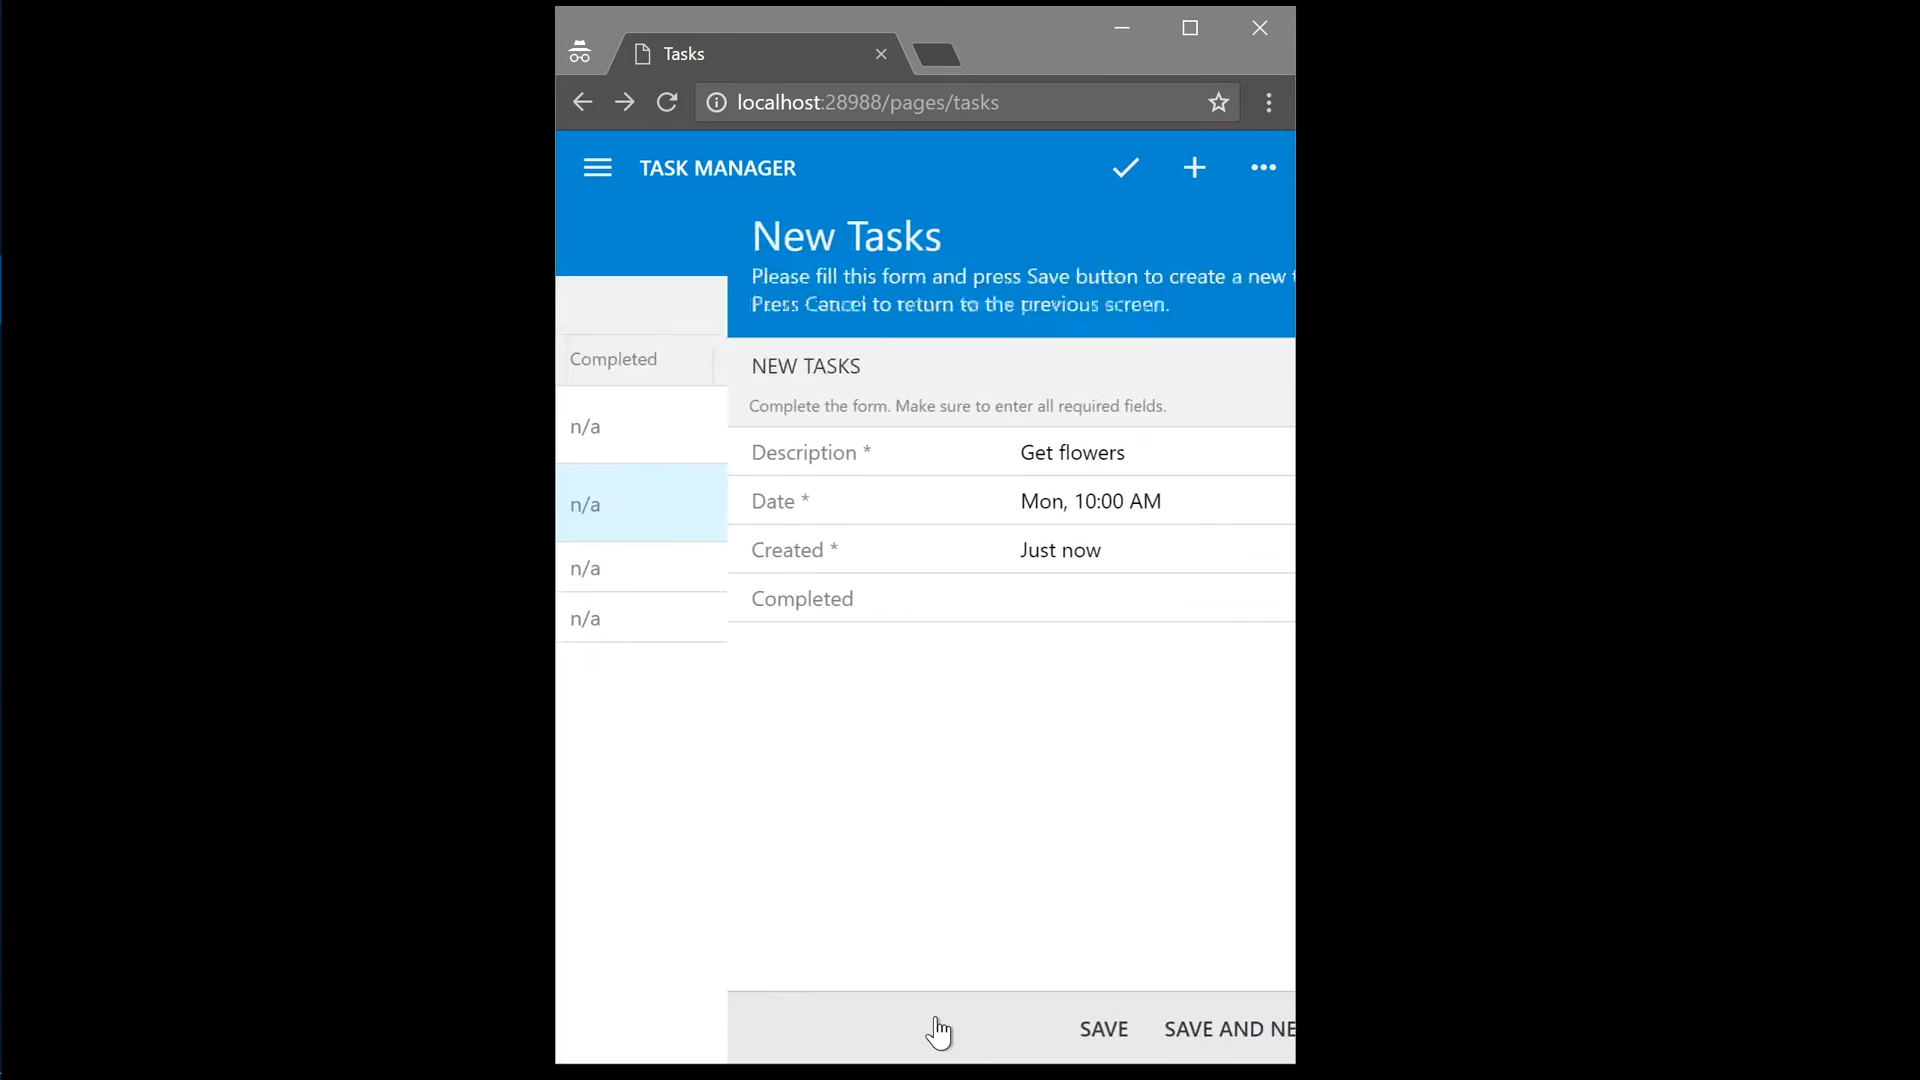 Tasks
localhost:28988/pages/tasks
TASK MANAGER
New Tasks
Please fill this form and press Save button to create a new t
Press Cancel to return to the previous screen.
NEW TASKS
Complete the form. Make sure to enter all required fields.
Completed
n/a
n/a
n/a
n/a
Description *
Get flowers
Date *
Mon, 10:00 AM
Created *
Just now
Completed
SAVE
SAVE AND NE